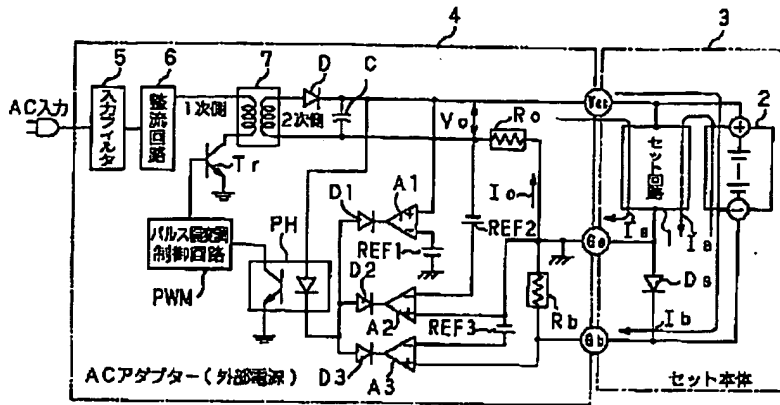 4
3
5
6
7
D
C
AC入力
入力フィルタ
整流回路
1次側
2次側
Vcc
Vo
Ro
2
セット回路
Tr
A1
D1
Io
REF2
Is
1
Is
パルス幅変調
制御回路
PWM
PH
REF1
D2
Go
Ds
Rb
A2
REF3
Ib
Gb
D3
A3
ACアダプター(外部電源)
セット本体